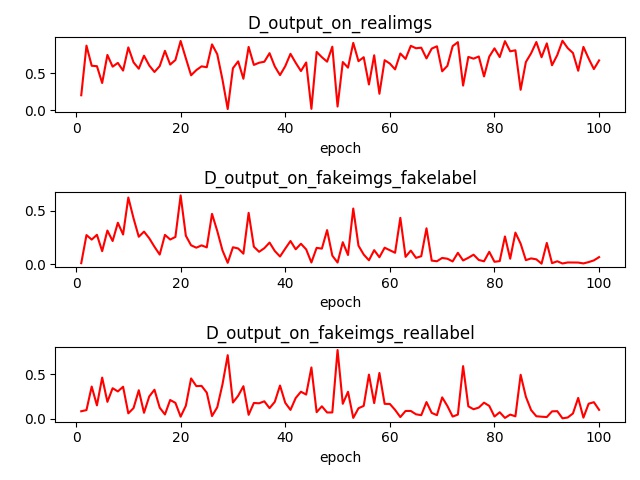 D_output_on_realimgs
0.5
0.0
0 20 40 60 80 100
epoch
D_output_on_fakeimgs_fakelabel
0.5
0.0
0 20 40 60 80 100
epoch
D_output_on_fakeimgs_reallabel
0.5
0.0
0 20 40 60 80 100
epoch